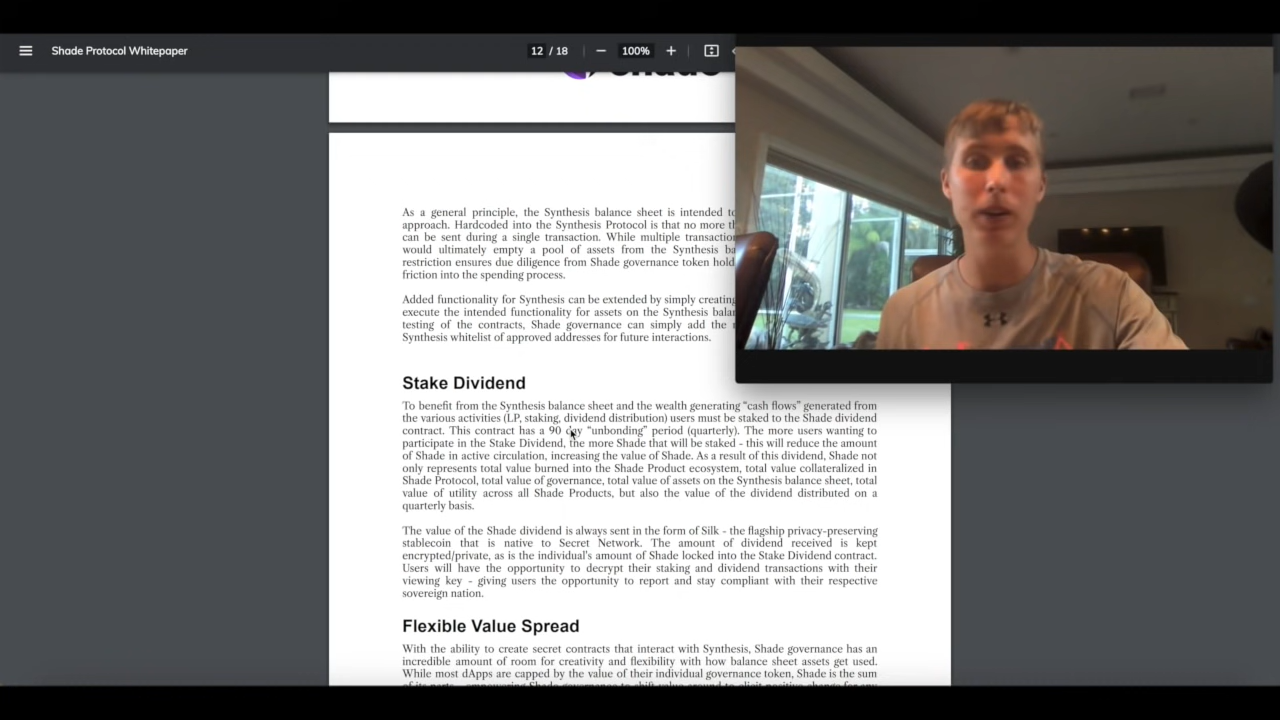 Shade Protocol Whitepaper
12 / 18
100%
As a general principle, the Synthesis balance sheet is intended to
approach. Hardcoded into the Synthesis Protocol is that no more
can be sent during a single transaction. While multiple
would ultimately empty a pool of assets from the Synthesis
restriction ensures due diligence from Shade governance token
friction into the spending process.
Added functionality for Synthesis can be extended by simply creating
execute the intended functionality for assets on the Synthesis
testing of the contracts, Shade governance can simply add the
Synthesis whitelist of approved addresses for future interactions.
Stake Dividend
To benefit from the Synthesis balance sheet and the wealth generating “cash flows” generated from
the various activities (LP, staking, dividend distribution) users must be staked to the Shade dividend
contract. This contract has a 90 day “unbonding” period (quarterly). The more users wanting to
participate in the Stake Dividend, the more Shade that will be staked - this will reduce the amount
of Shade in active circulation, increasing the value of Shade. As a result of this dividend, Shade not
only represents total value burned into the Shade Product ecosystem, total value collateralized in
Shade Protocol, total value of governance, total value of assets on the Synthesis balance sheet, total
value of utility across all Shade Products, but also the value of the dividend distributed on a
quarterly basis.
The value of the Shade dividend is always sent in the form of Silk - the flagship privacy-preserving
stablecoin that is native to Secret Network. The amount of dividend received is kept
encrypted/private, as is the individual's amount of Shade locked into the Stake Dividend contract.
Users will have the opportunity to decrypt their staking and dividend transactions with their
viewing key - giving users the opportunity to report and stay compliant with their respective
sovereign nation.
Flexible Value Spread
With the ability to create secret contracts that interact with Synthesis, Shade governance has an
incredible amount of room for creativity and flexibility with how balance sheet assets get used.
While most dApps are capped by the value of their individual governance token, Shade is the sum